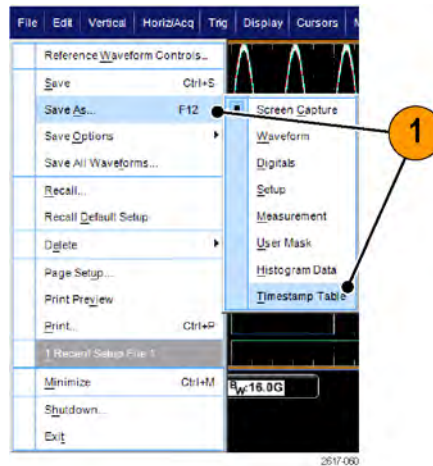 File Edit Vertical Horiz/Acq Trig Display Cursors
Reference Waveform Controls...
Save Ctrl+S
Save As... F12
Save Options
Save All Waveforms...
Recall...
Recall Default Setup
Delete
Page Setup...
Print Preview
Print... Ctrl+P
1 Recent Setup File 1
Minimize Ctrl+M
Shutdown...
Exit
Screen Capture
Waveform
Digitals
Setup
Measurement
User Mask
Histogram Data
Timestamp Table
1
BW:16.0G
2617-060